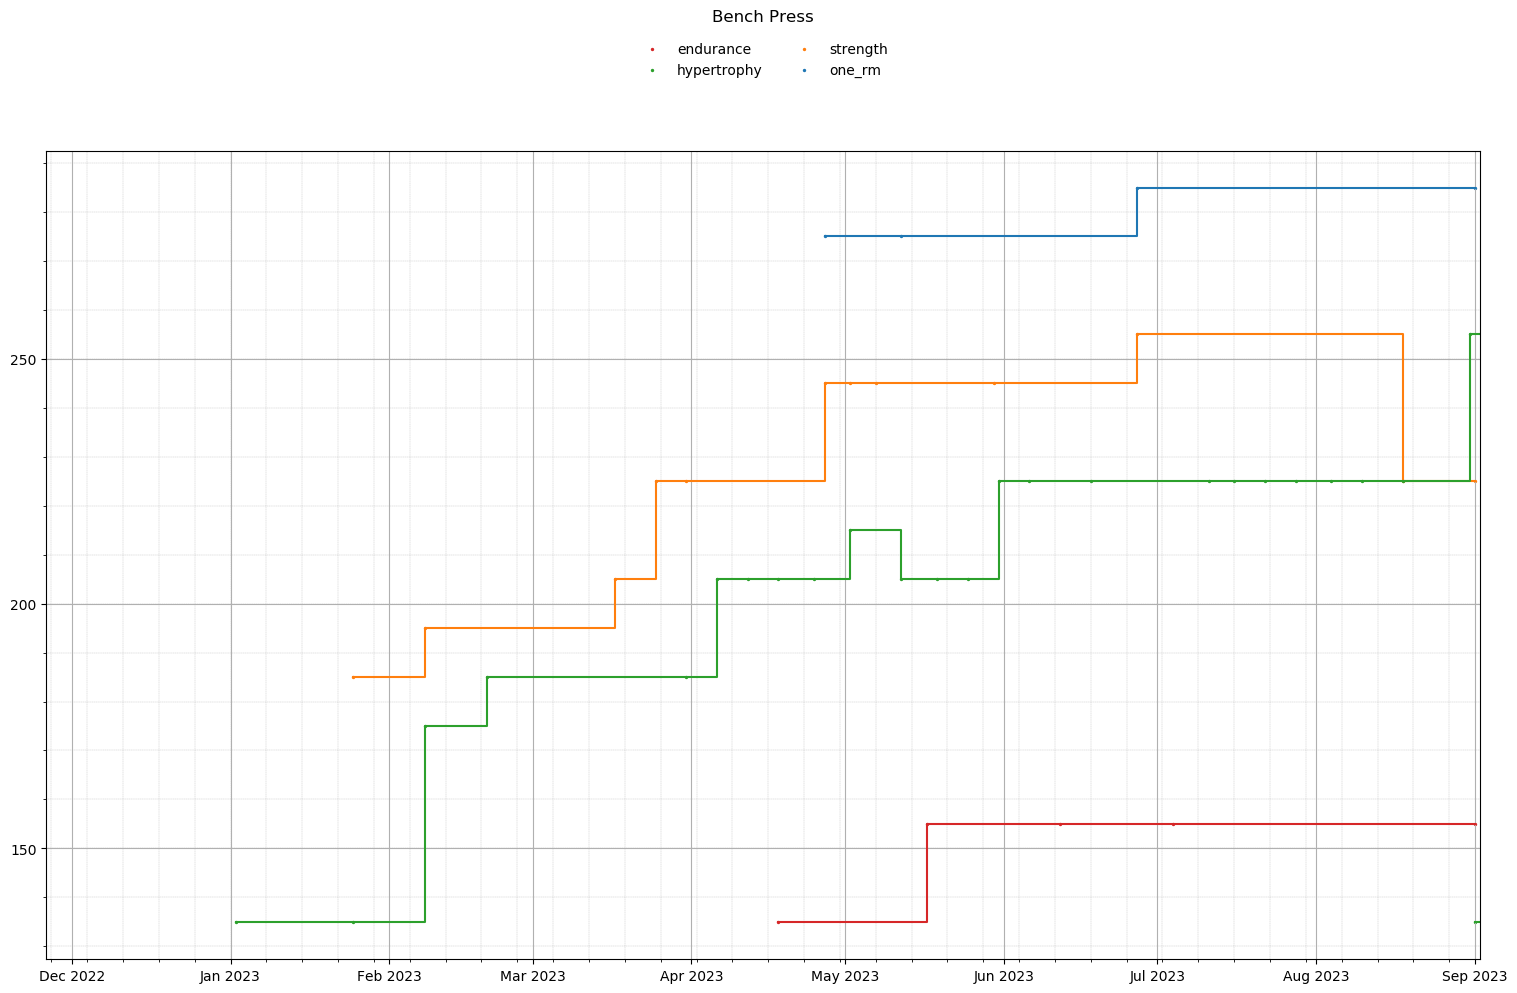 Bench Press
endurance strength
hypertrophy one_rm
250
200
150
Dec 2022 Jan 2023 Feb 2023 Mar 2023 Apr 2023 May 2023 Jun 2023 Jul 2023 Aug 2023 Sep 2023